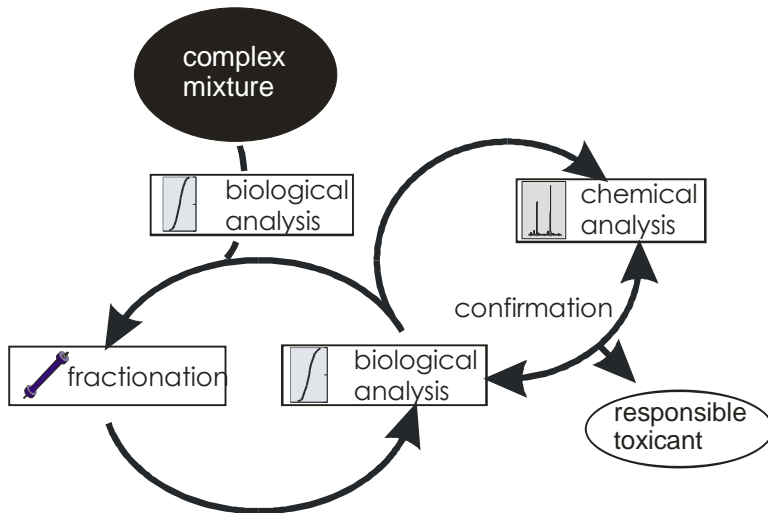 complex
mixture
biological
analysis
chemical
analysis
confirmation
fractionation
biological
analysis
responsible
toxicant